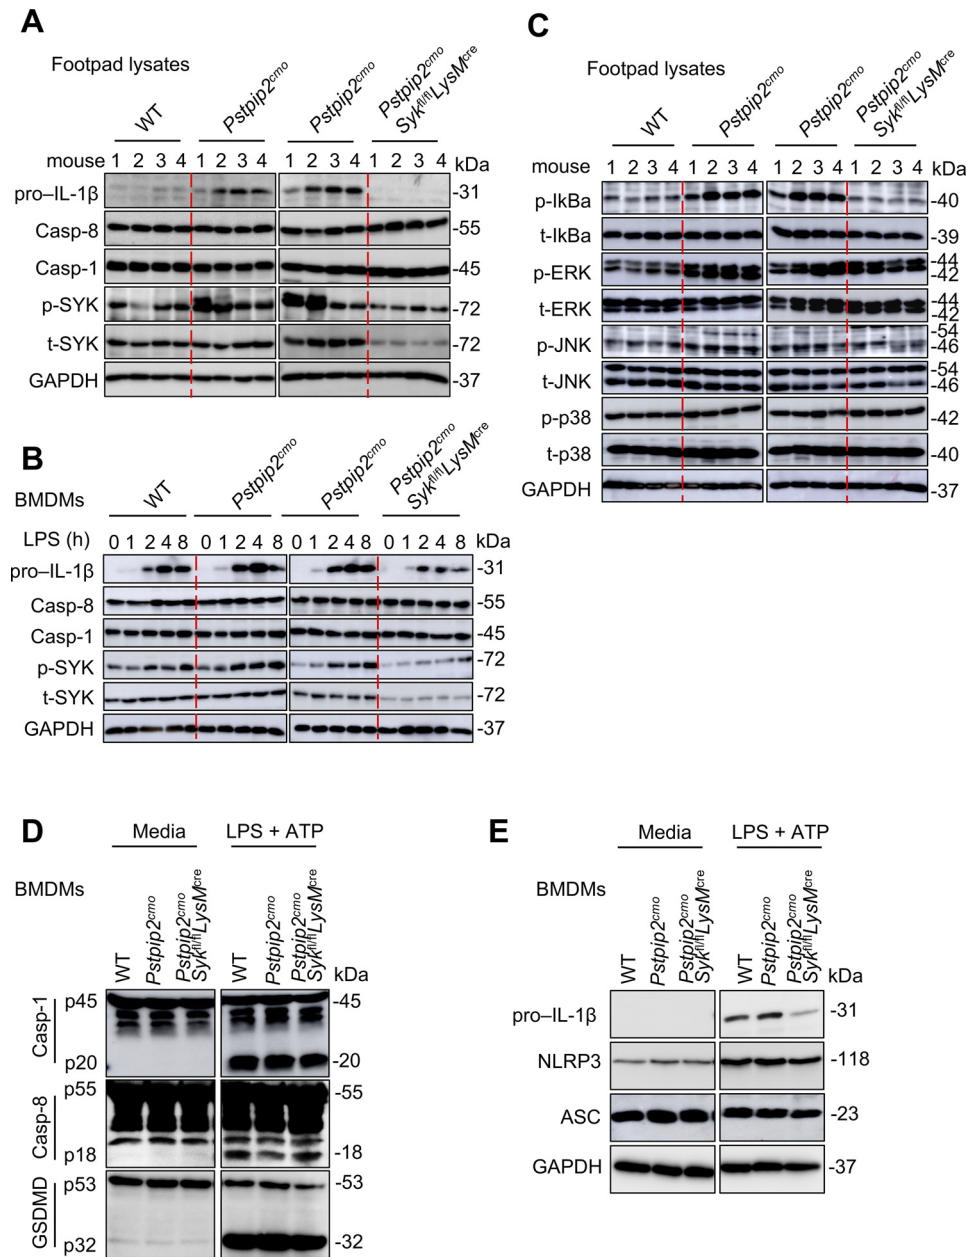 A
Footpad lysates
WT
Pstpip2cmo
Pstpip2cmo
Pstpip2cmo
Sykfl/flLysMcre
mouse 1 2 3 4 1 2 3 4 1 2 3 4 1 2 3 4 kDa
pro–IL-1β -31
Casp-8 -55
Casp-1 -45
p-SYK -72
t-SYK -72
GAPDH -37
B
BMDMs
WT
Pstpip2cmo
Pstpip2cmo
Pstpip2cmo
Sykfl/flLysMcre
LPS (h) 0 1 2 4 8 0 1 2 4 8 0 1 2 4 8 0 1 2 4 8 kDa
pro–IL-1β -31
Casp-8 -55
Casp-1 -45
p-SYK -72
t-SYK -72
GAPDH -37
C
Footpad lysates
WT
Pstpip2cmo
Pstpip2cmo
Pstpip2cmo
Sykfl/flLysMcre
mouse 1 2 3 4 1 2 3 4 1 2 3 4 1 2 3 4 kDa
p-IkBa -40
t-IkBa -39
p-ERK -44
-42
t-ERK -44
-42
p-JNK -54
-46
t-JNK -54
-46
p-p38 -42
t-p38 -40
GAPDH -37
D
Media LPS + ATP
BMDMs
WT
Pstpip2cmo
Pstpip2cmo
Sykfl/flLysMcre
WT
Pstpip2cmo
Pstpip2cmo
Sykfl/flLysMcre
kDa
Casp-1
p45 -45
p20 -20
Casp-8
p55 -55
p18 -18
GSDMD
p53 -53
p32 -32
E
Media LPS + ATP
BMDMs
WT
Pstpip2cmo
Pstpip2cmo
Sykfl/flLysMcre
WT
Pstpip2cmo
Pstpip2cmo
Sykfl/flLysMcre
kDa
pro–IL-1β -31
NLRP3 -118
ASC -23
GAPDH -37